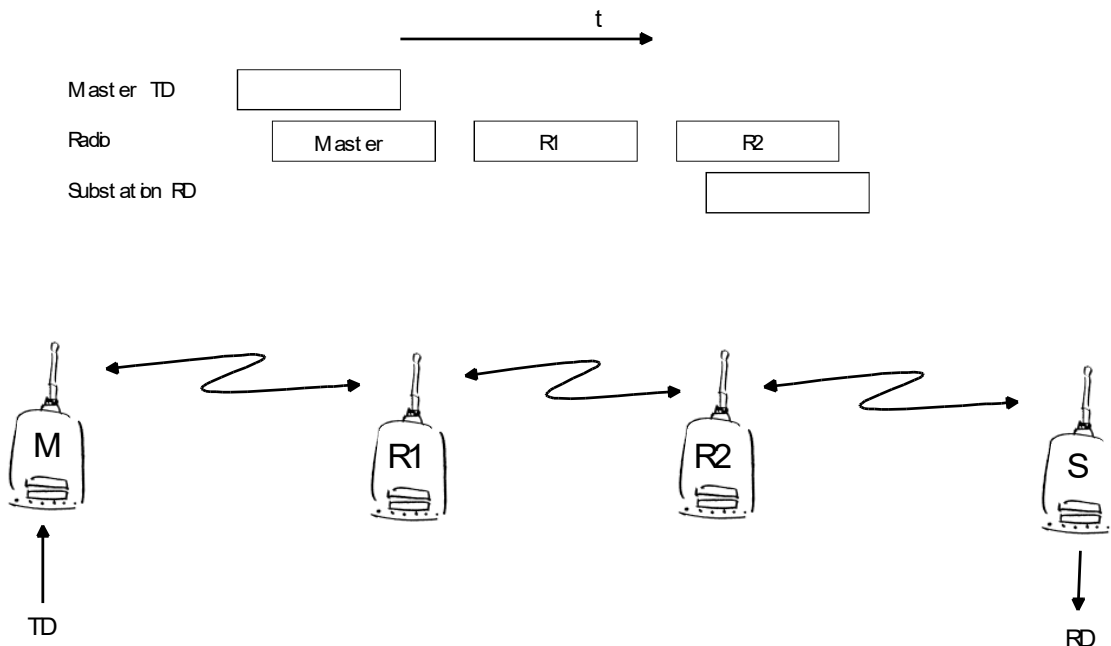 t
Master TD
Radio Master R1 R2
Substation RD
M R1 R2 S
TD RD